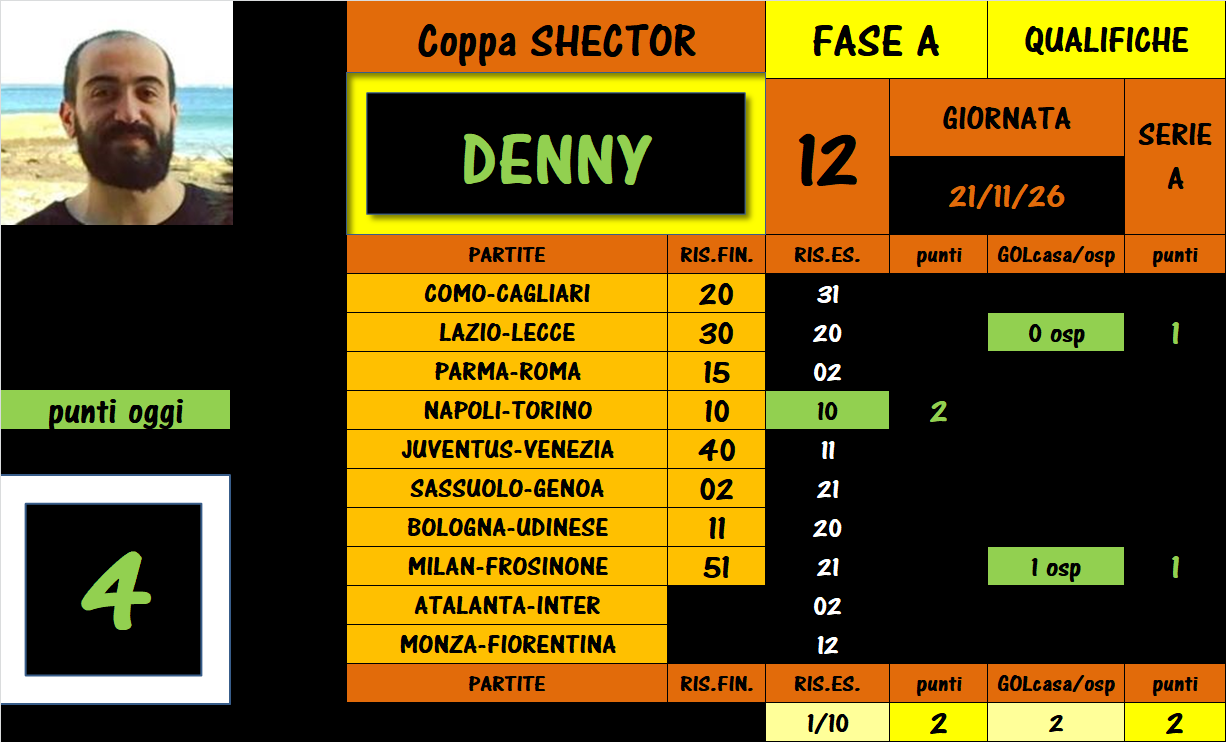 Coppa SHECTOR FASE A QUALIFICHE
DENNY 12 GIORNATA SERIE
A
21/11/26
PARTITE RIS.FIN. RIS.ES. punti GOLcasa/osp punti
COMO-CAGLIARI 20 31
LAZIO-LECCE 30 20 0 osp 1
PARMA-ROMA 15 02
punti oggi NAPOLI-TORINO 10 10 2
JUVENTUS-VENEZIA 40 11
SASSUOLO-GENOA 02 21
BOLOGNA-UDINESE 11 20
4 MILAN-FROSINONE 51 21 1 osp 1
ATALANTA-INTER 02
MONZA-FIORENTINA 12
PARTITE RIS.FIN. RIS.ES. punti GOLcasa/osp punti
1/10 2 2 2